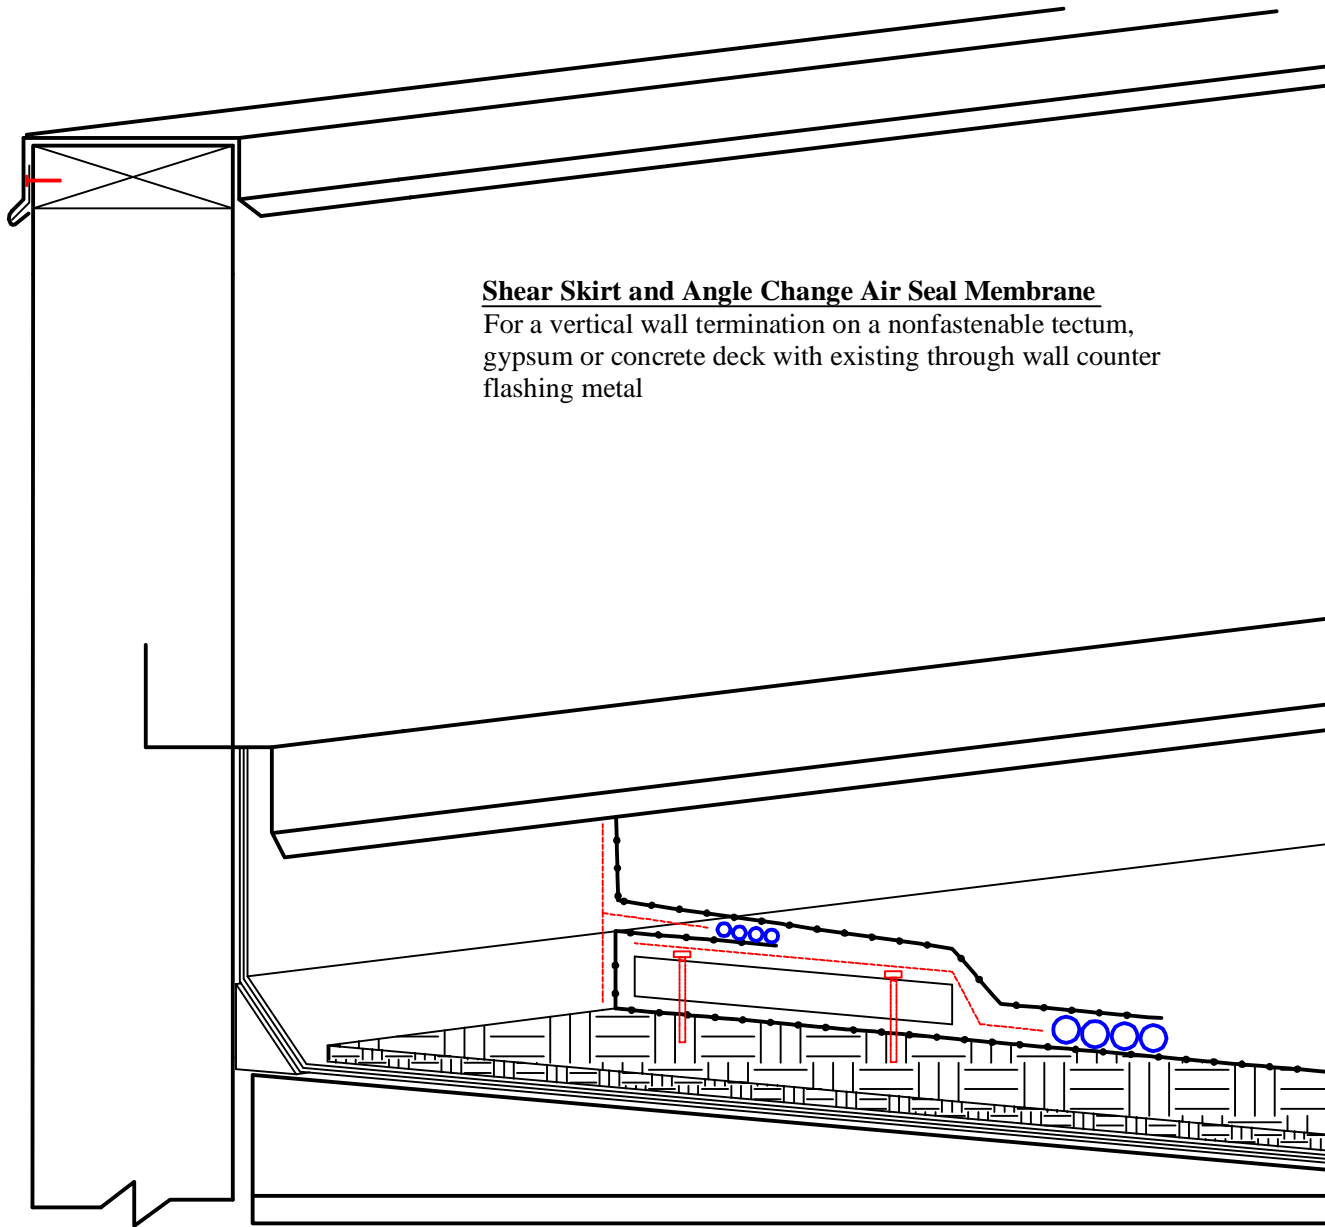 Shear Skirt and Angle Change Air Seal Membrane
For a vertical wall termination on a nonfastenable tectum,
gypsum or concrete deck with existing through wall counter
flashing metal